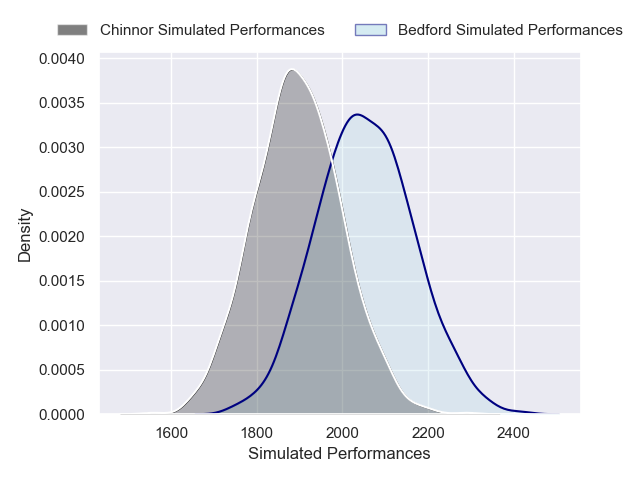 Chinnor Simulated Performances Bedford Simulated Performances
0.0040
0.0035
0.0030
0.0025
0.0020
0.0015
0.0010
0.0005
0.0000
Density
1600 1800 2000 2200 2400
Simulated Performances